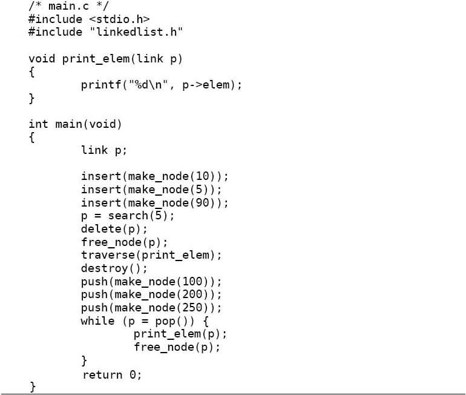 /* main.c */
#include <stdio.h>
#include "linkedlist.h"

void print_elem(link p)
{
        printf("%d\n", p->elem);
}

int main(void)
{
        link p;

        insert(make_node(10));
        insert(make_node(5));
        insert(make_node(90));
        p = search(5);
        delete(p);
        free_node(p);
        traverse(print_elem);
        destroy();
        push(make_node(100));
        push(make_node(200));
        push(make_node(250));
        while (p = pop()) {
                print_elem(p);
                free_node(p);
        }
        return 0;
}